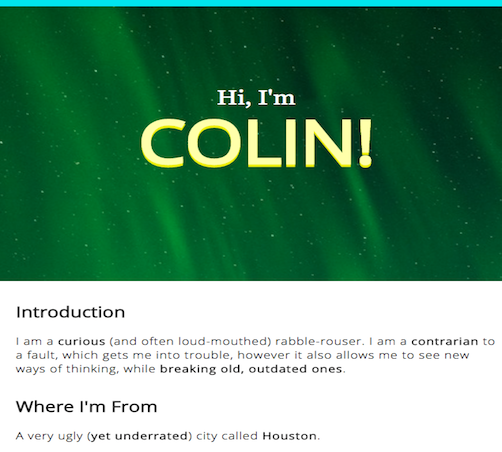 Hi, I'm
COLIN!
Introduction
I am a curious (and often loud-mouthed) rabble-rouser. I am a contrarian to
a fault, which gets me into trouble, however it also allows me to see new
ways of thinking, while breaking old, outdated ones.
Where I'm From
A very ugly (yet underrated) city called Houston.